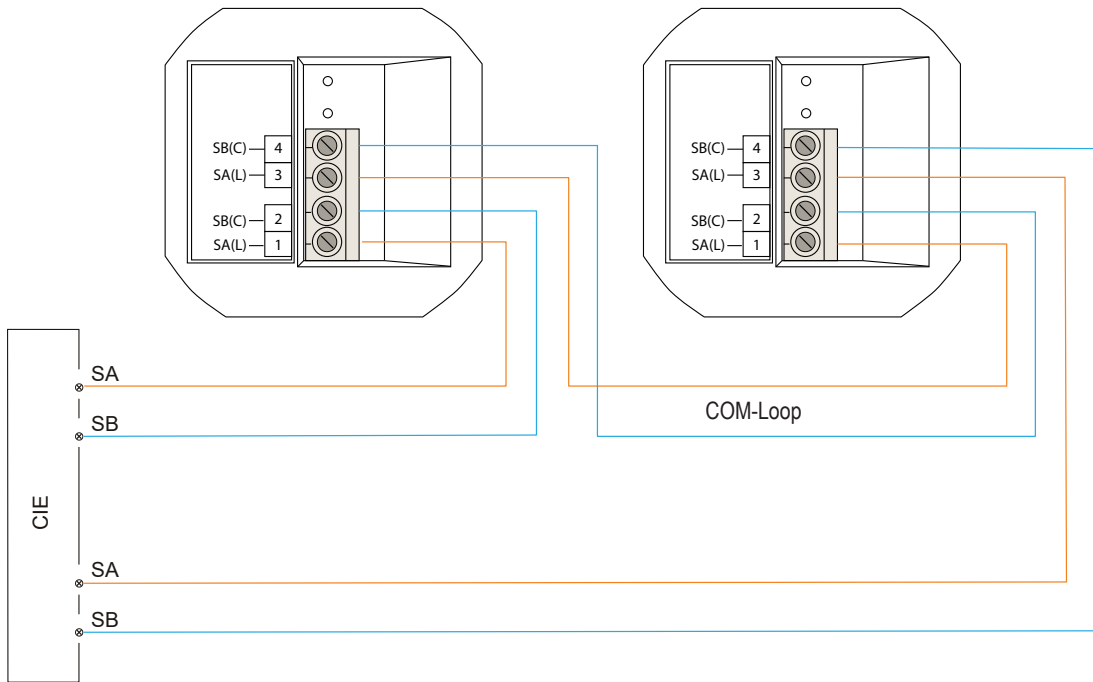 SB(C) 4
SA(L) 3
SB(C) 2
SA(L) 1
SB(C) 4
SA(L) 3
SB(C) 2
SA(L) 1
SA
SB
COM-Loop
CIE
SA
SB